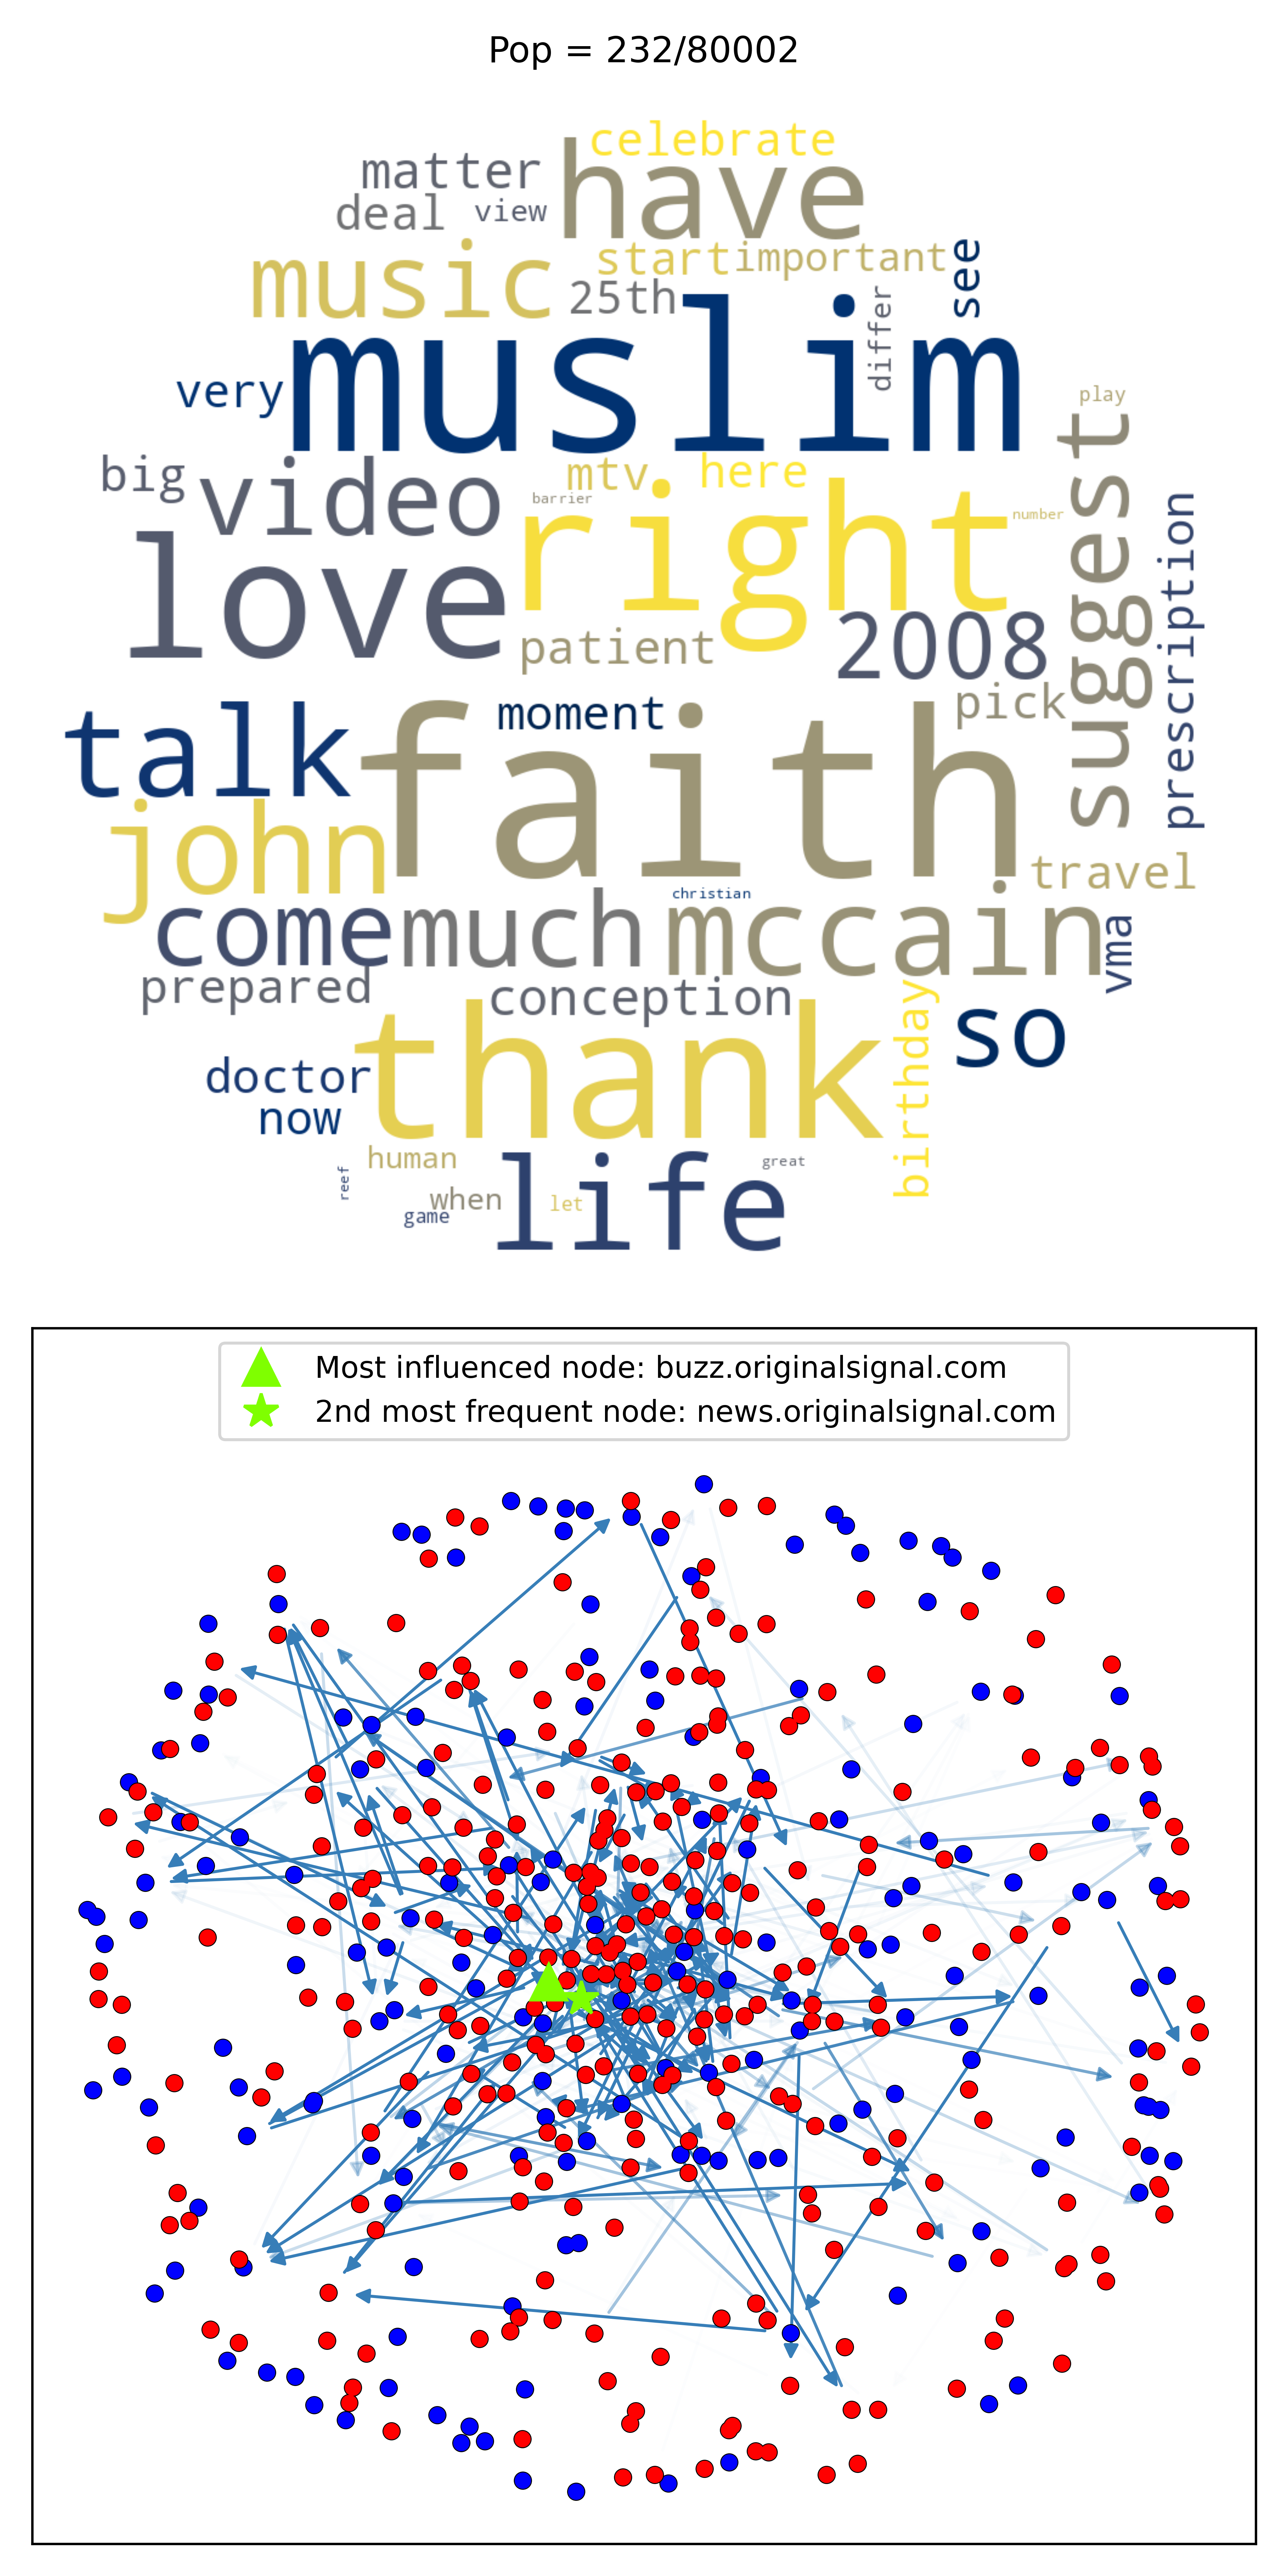 Pop = 232/80002
celebrate
matter
have
deal
view
start
important
see
music
25th
muslim
differ
very
play
big
video
mtv
here
suggest
barrier
right
number
prescription
love
2008
patient
pick
talk
moment
faith
john
travel
christian
come
much
mccain
vma
prepared
conception
birthday
so
thank
doctor
now
human
life
great
reef
when
let
game
Most influenced node: buzz.originalsignal.com
2nd most frequent node: news.originalsignal.com